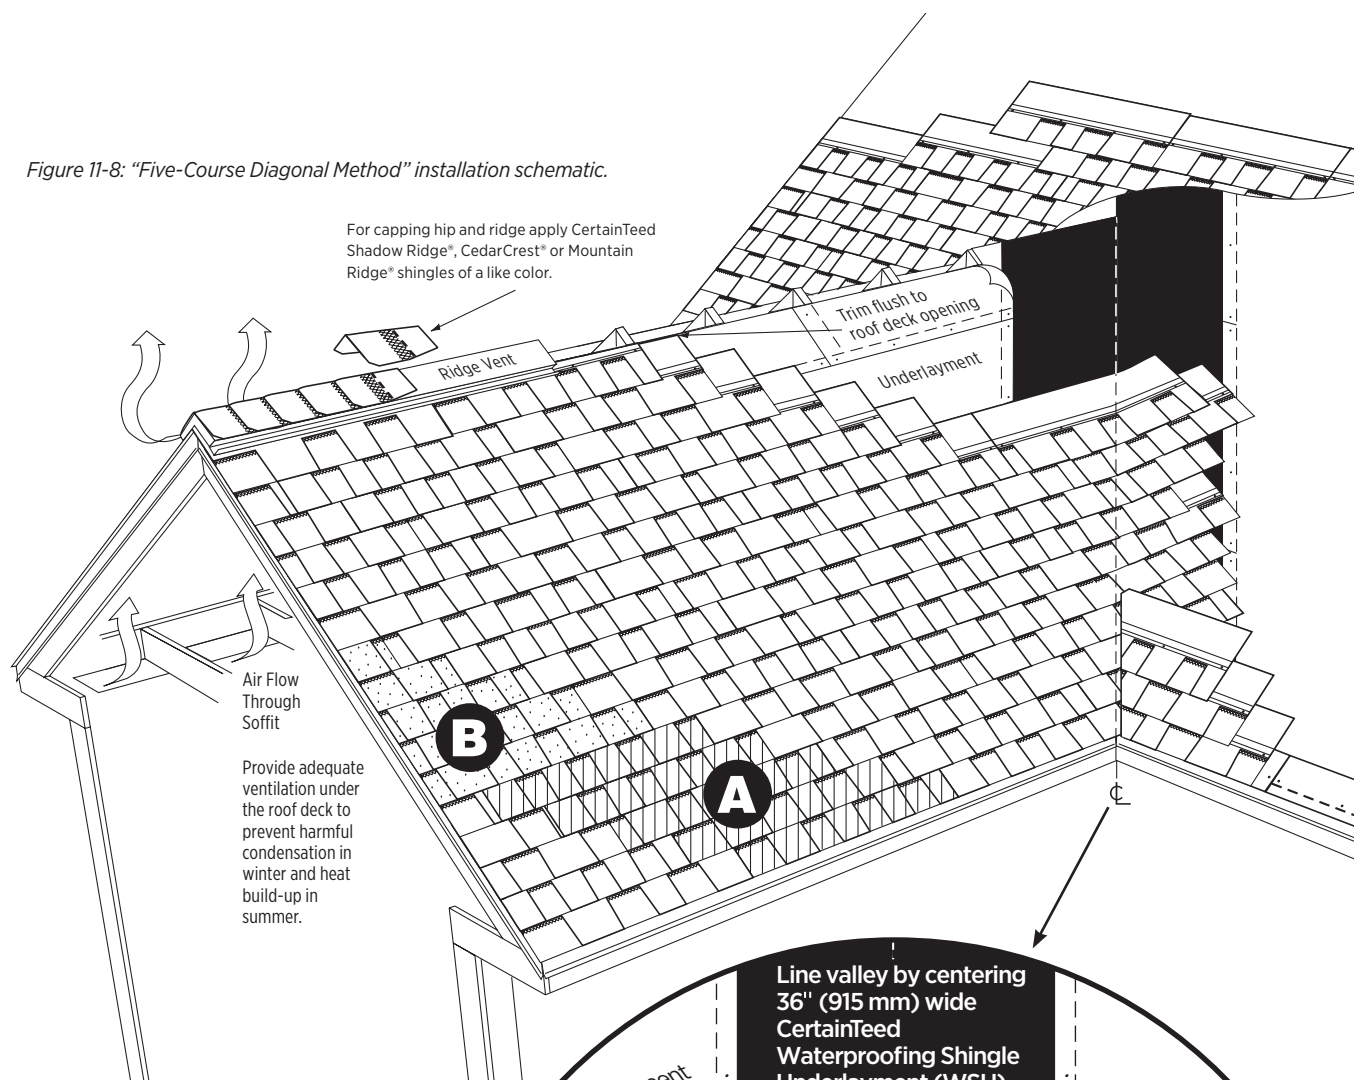 Figure 11-8: “Five-Course Diagonal Method” installation schematic.
For capping hip and ridge apply CertainTeed
Shadow Ridge®, CedarCrest® or Mountain
Ridge® shingles of a like color.
Ridge Vent
Trim flush to
roof deck opening
Underlayment
Air Flow
Through
Soffit
Provide adequate
ventilation under
the roof deck to
prevent harmful
condensation in
winter and heat
build-up in
summer.
B
A
℄
Line valley by centering
36" (915 mm) wide
CertainTeed
Waterproofing Shingle
Underlayment (WSU)